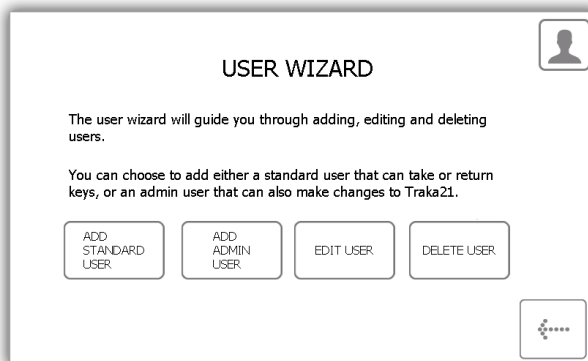 USER WIZARD
The user wizard will guide you through adding, editing and deleting
users.
You can choose to add either a standard user that can take or return
keys, or an admin user that can also make changes to Traka21.
ADD
STANDARD
USER
ADD
ADMIN
USER
EDIT USER
DELETE USER